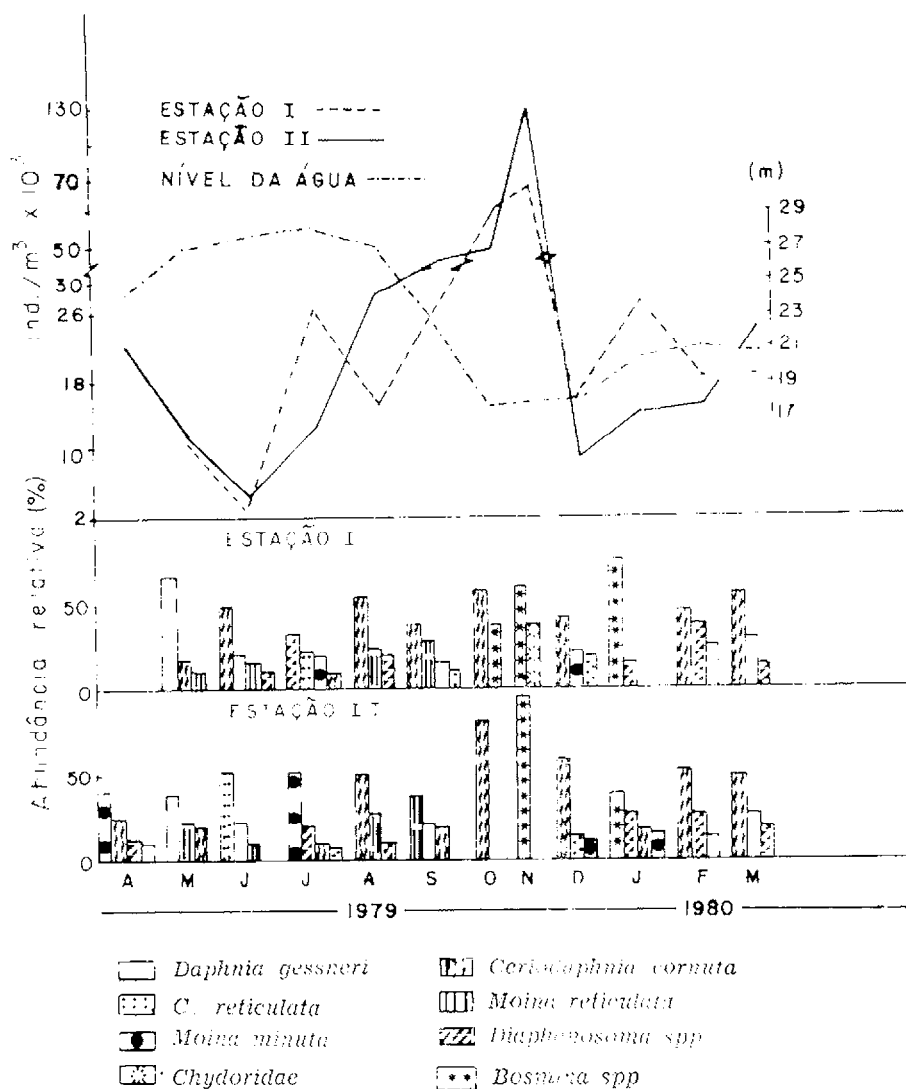 130
70
50
30
26
18
10
2
Ind./m³ x 10³
ESTAÇÃO I
ESTAÇÃO II
NÍVEL DA ÁGUA
(m)
29
27
25
23
21
19
17
Abundância relativa (%)
ESTAÇÃO I
50
0
ESTAÇÃO II
50
0
A M J J A S O N D J F M
1979 1980
Daphnia gessneri
C. reticulata
Moina minuta
Chydoridae
Ceriodaphnia cornuta
Moina reticulata
Diaphenosoma spp
Bosmina spp